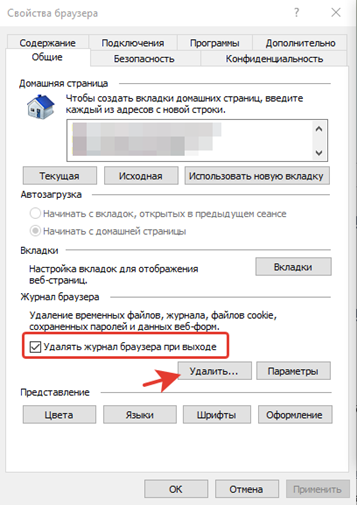 Свойства браузера
?
Содержание
Подключения
Программы
Дополнительно
Общие
Безопасность
Конфиденциальность
Домашняя страница
Чтобы создать вкладки домашних страниц, введите
каждый из адресов с новой строки.
Текущая
Исходная
Использовать новую вкладку
Автозагрузка
Начинать с вкладок, открытых в предыдущем сеансе
Начинать с домашней страницы
Вкладки
Настройка вкладок для отображения
веб-страниц.
Вкладки
Журнал браузера
Удаление временных файлов, журнала, файлов cookie,
сохраненных паролей и данных веб-форм.
Удалять журнал браузера при выходе
Удалить...
Параметры
Представление
Цвета
Языки
Шрифты
Оформление
ОК
Отмена
Применить